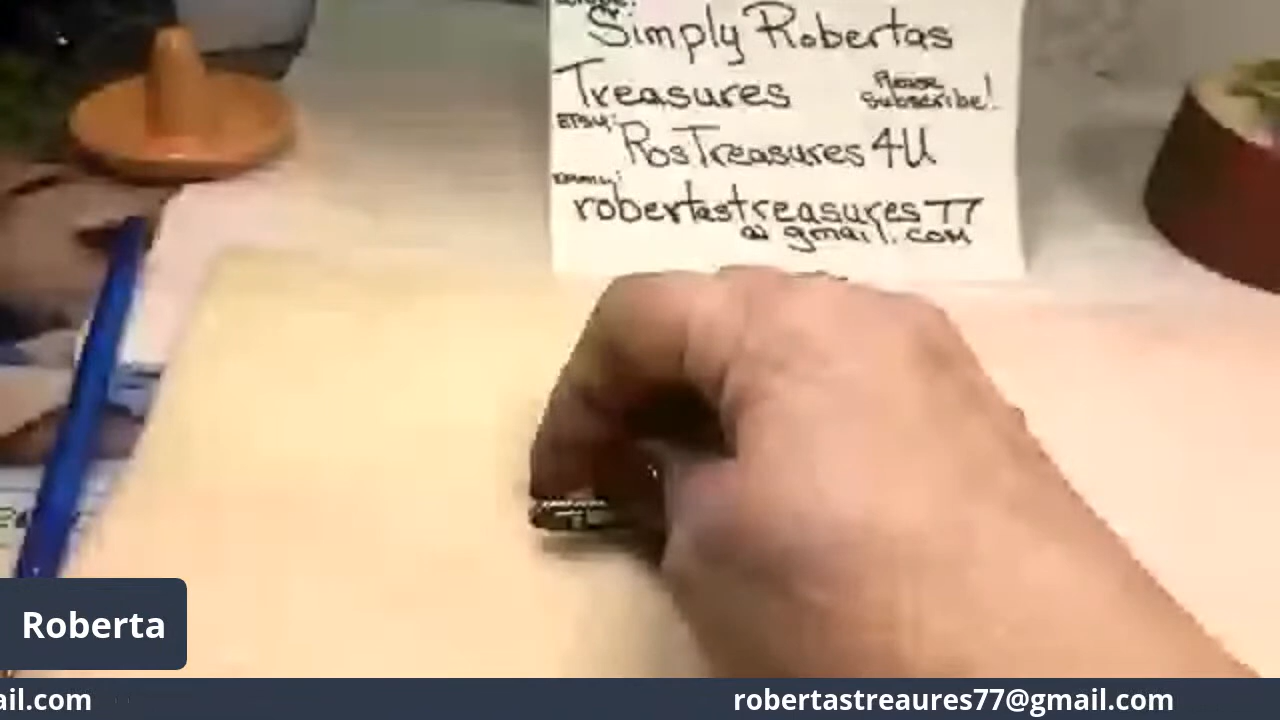 Simply Robertas
Treasures Please
Subscribe!
ETSY:
RosTreasures4U
EMAIL:
robertastreasures77
@ gmail.com
Roberta
ail.com
robertastreaures77@gmail.com